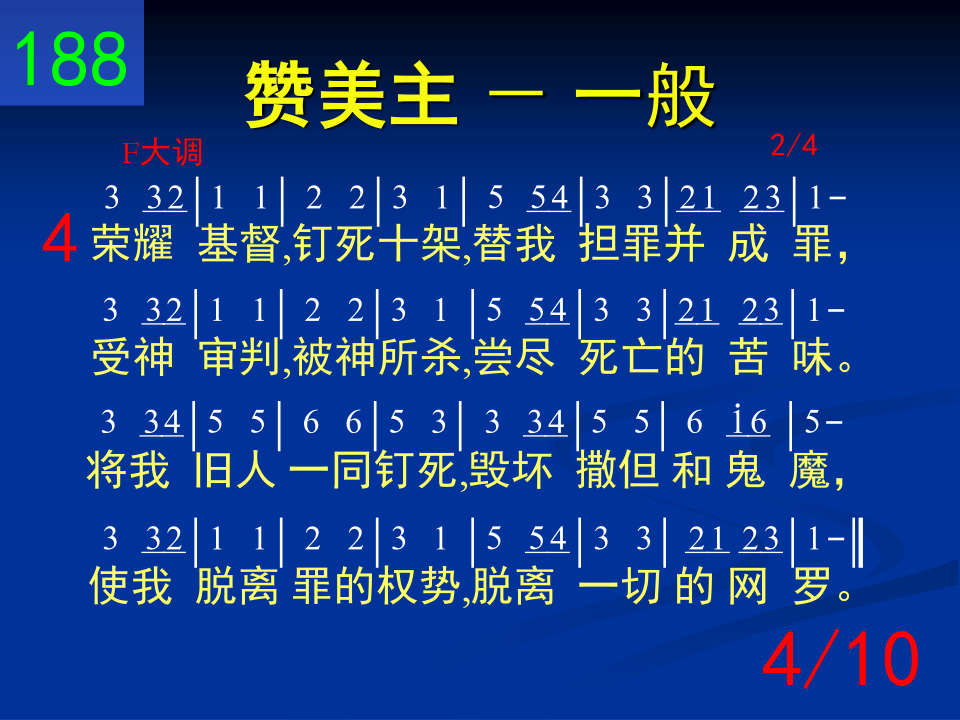 188
赞美主 － 一般
F大调 2/4
3 32|1 1|2 2|3 1|5 54|3 3|21 23|1-
4 荣耀 基督,钉死十架,替我 担罪并 成 罪，
3 32|1 1|2 2|3 1|5 54|3 3|21 23|1-
受神 审判,被神所杀,尝尽 死亡的 苦 味。
3 34|5 5|6 6|5 3|3 34|5 5|6 i6|5-
将我 旧人 一同钉死,毁坏 撒但 和 鬼 魔，
3 32|1 1|2 2|3 1|5 54|3 3|21 23|1-‖
使我 脱离 罪的权势,脱离 一切 的 网 罗。
4/10